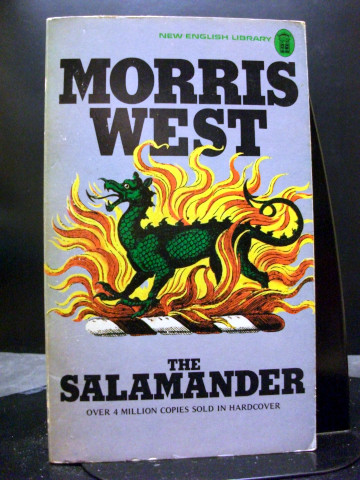 NEW ENGLISH LIBRARY
MORRIS
WEST
THE
SALAMANDER
OVER 4 MILLION COPIES SOLD IN HARDCOVER